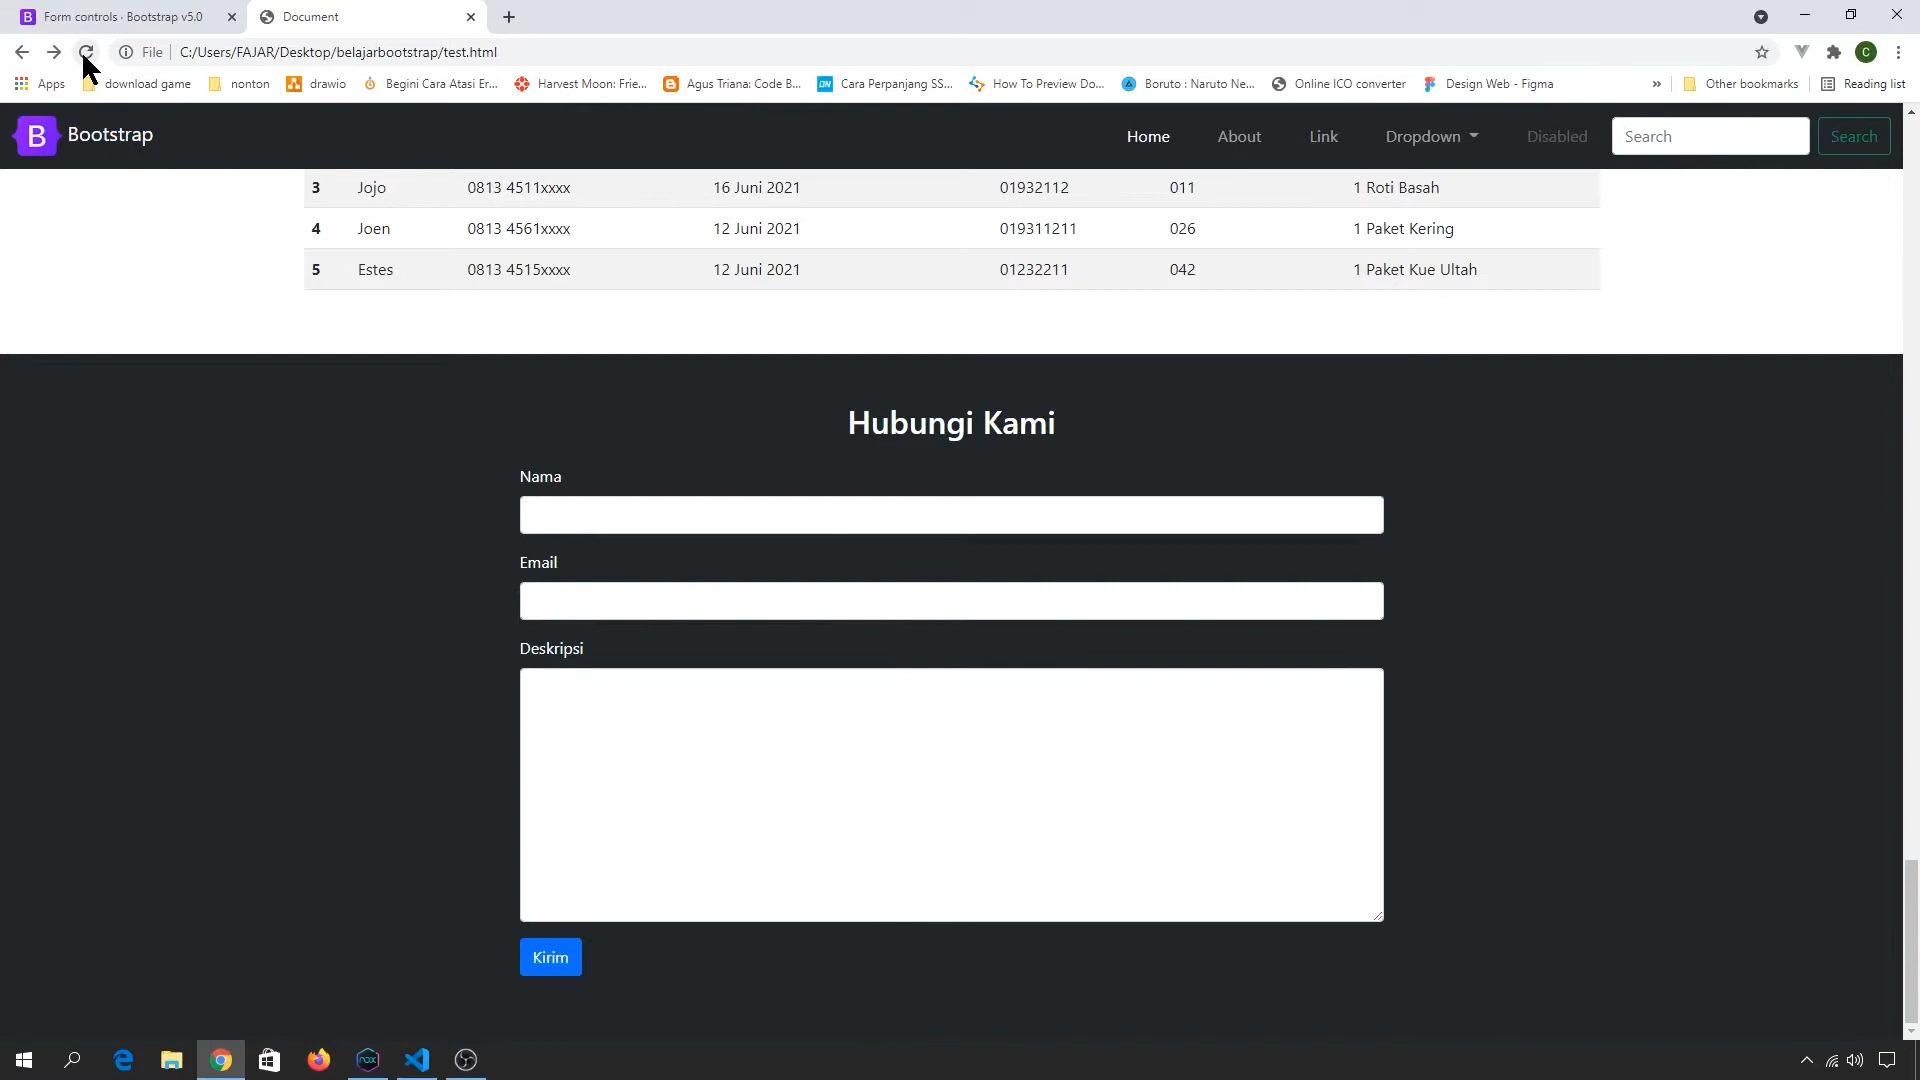 Form controls · Bootstrap v5.0
Document
File
C:/Users/FAJAR/Desktop/belajarbootstrap/test.html
C
Apps
download game
nonton
drawio
Begini Cara Atasi Er...
Harvest Moon: Frie...
Agus Triana: Code B...
Cara Perpanjang SS...
How To Preview Do...
Boruto : Naruto Ne...
Online ICO converter
Design Web - Figma
»
Other bookmarks
Reading list
B Bootstrap
Home
About
Link
Dropdown
Disabled
Search
Search
3 Jojo 0813 4511xxxx 16 Juni 2021 01932112 011 1 Roti Basah
4 Joen 0813 4561xxxx 12 Juni 2021 019311211 026 1 Paket Kering
5 Estes 0813 4515xxxx 12 Juni 2021 01232211 042 1 Paket Kue Ultah
Hubungi Kami
Nama
Email
Deskripsi
Kirim